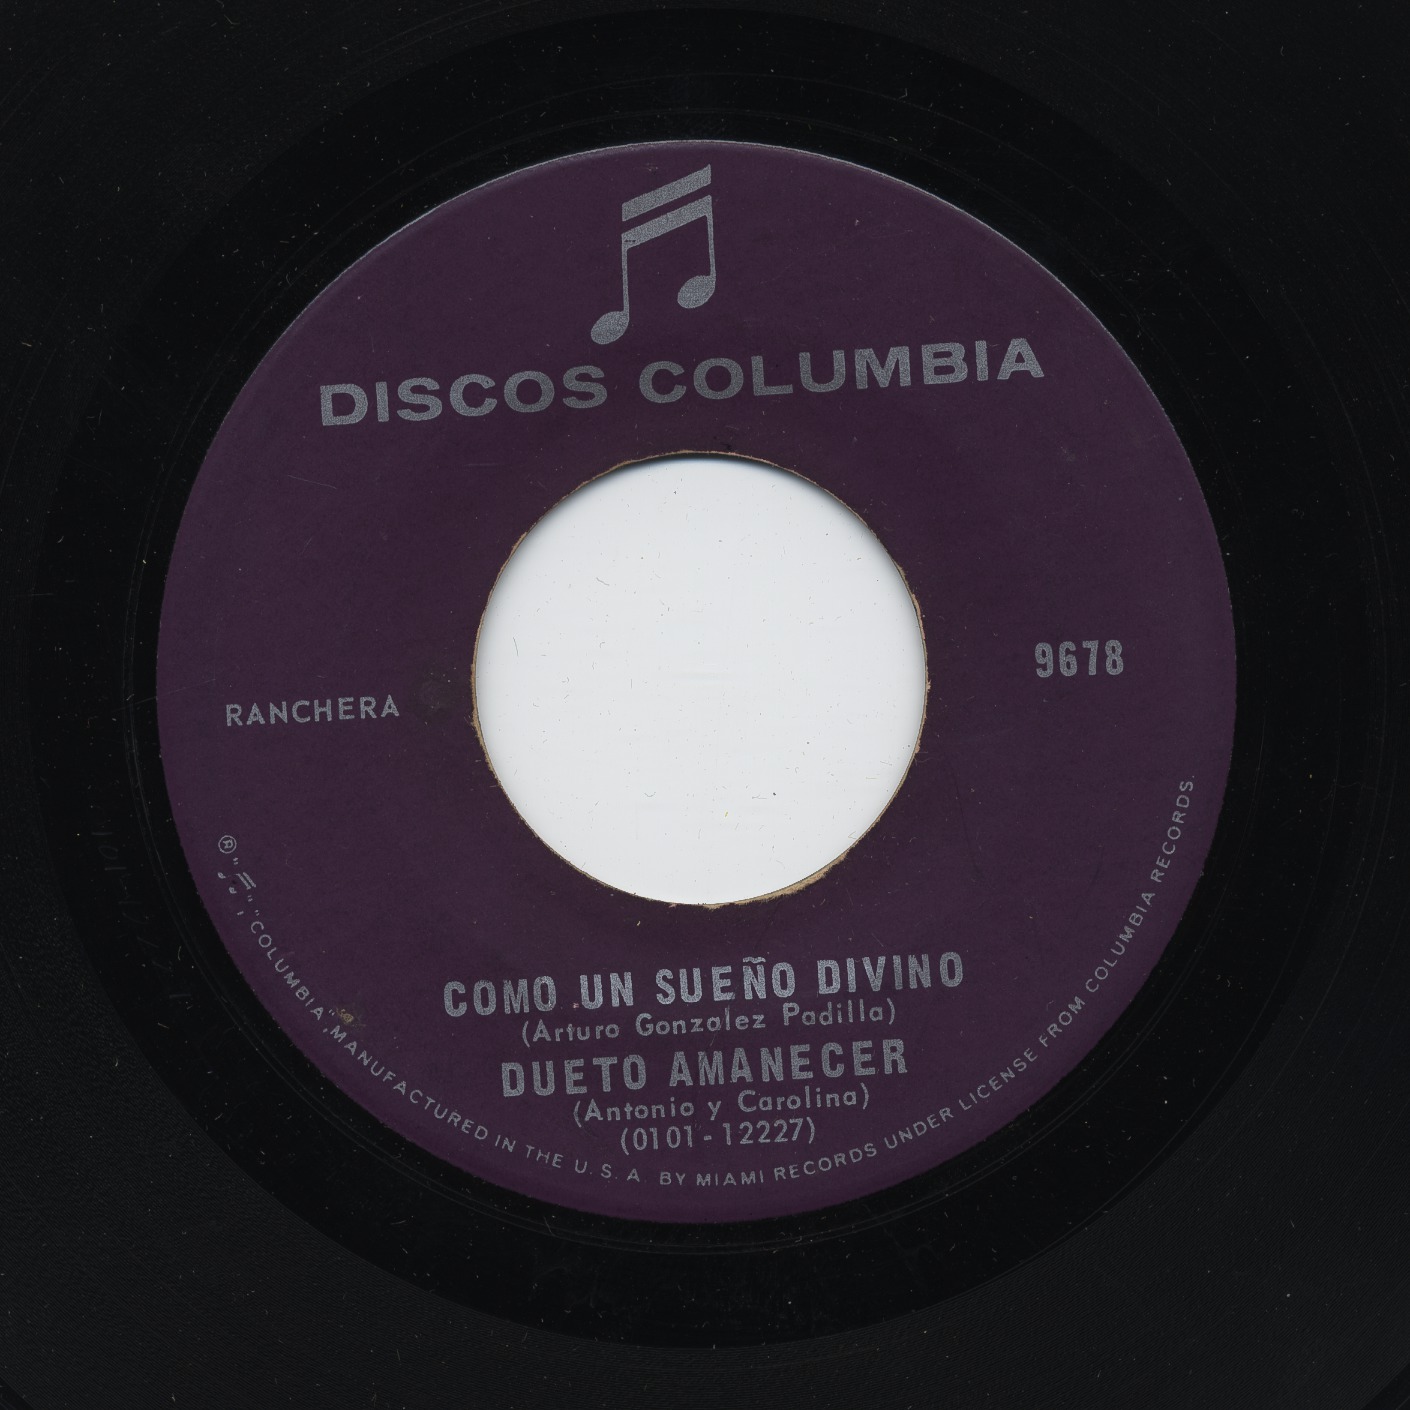 DISCOS COLUMBIA
9678
RANCHERA
COMO UN SUEÑO DIVINO
(Arturo Gonzalez Padilla)
DUETO AMANECER
(Antonio y Carolina)
(0101-12227)
® "♫", "COLUMBIA", MANUFACTURED IN THE U.S.A. BY MIAMI RECORDS UNDER LICENSE FROM COLUMBIA RECORDS.